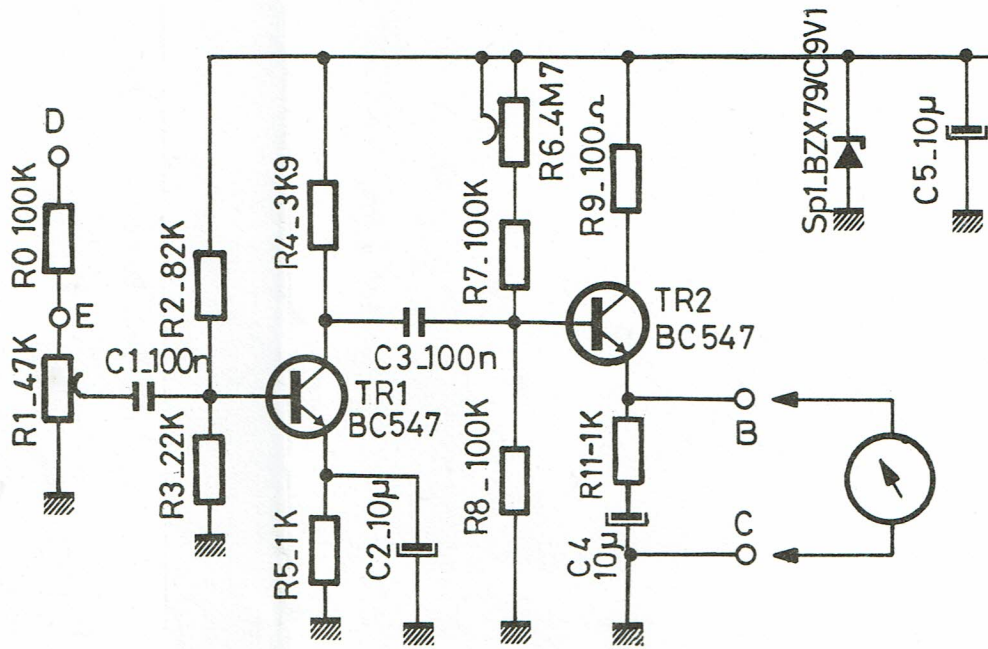 D
R0 100K
E
R1_47K
C1_100n
R2_82K
R3_22K
R4_3K9
TR1
BC547
R5_1K
C2_10µ
C3_100n
R6_4M7
R7_100K
R8_100K
R9_100Ω
TR2
BC547
R11-1K
C4
10µ
B
C
Sp1_BZX79/C9V1
C5_10µ